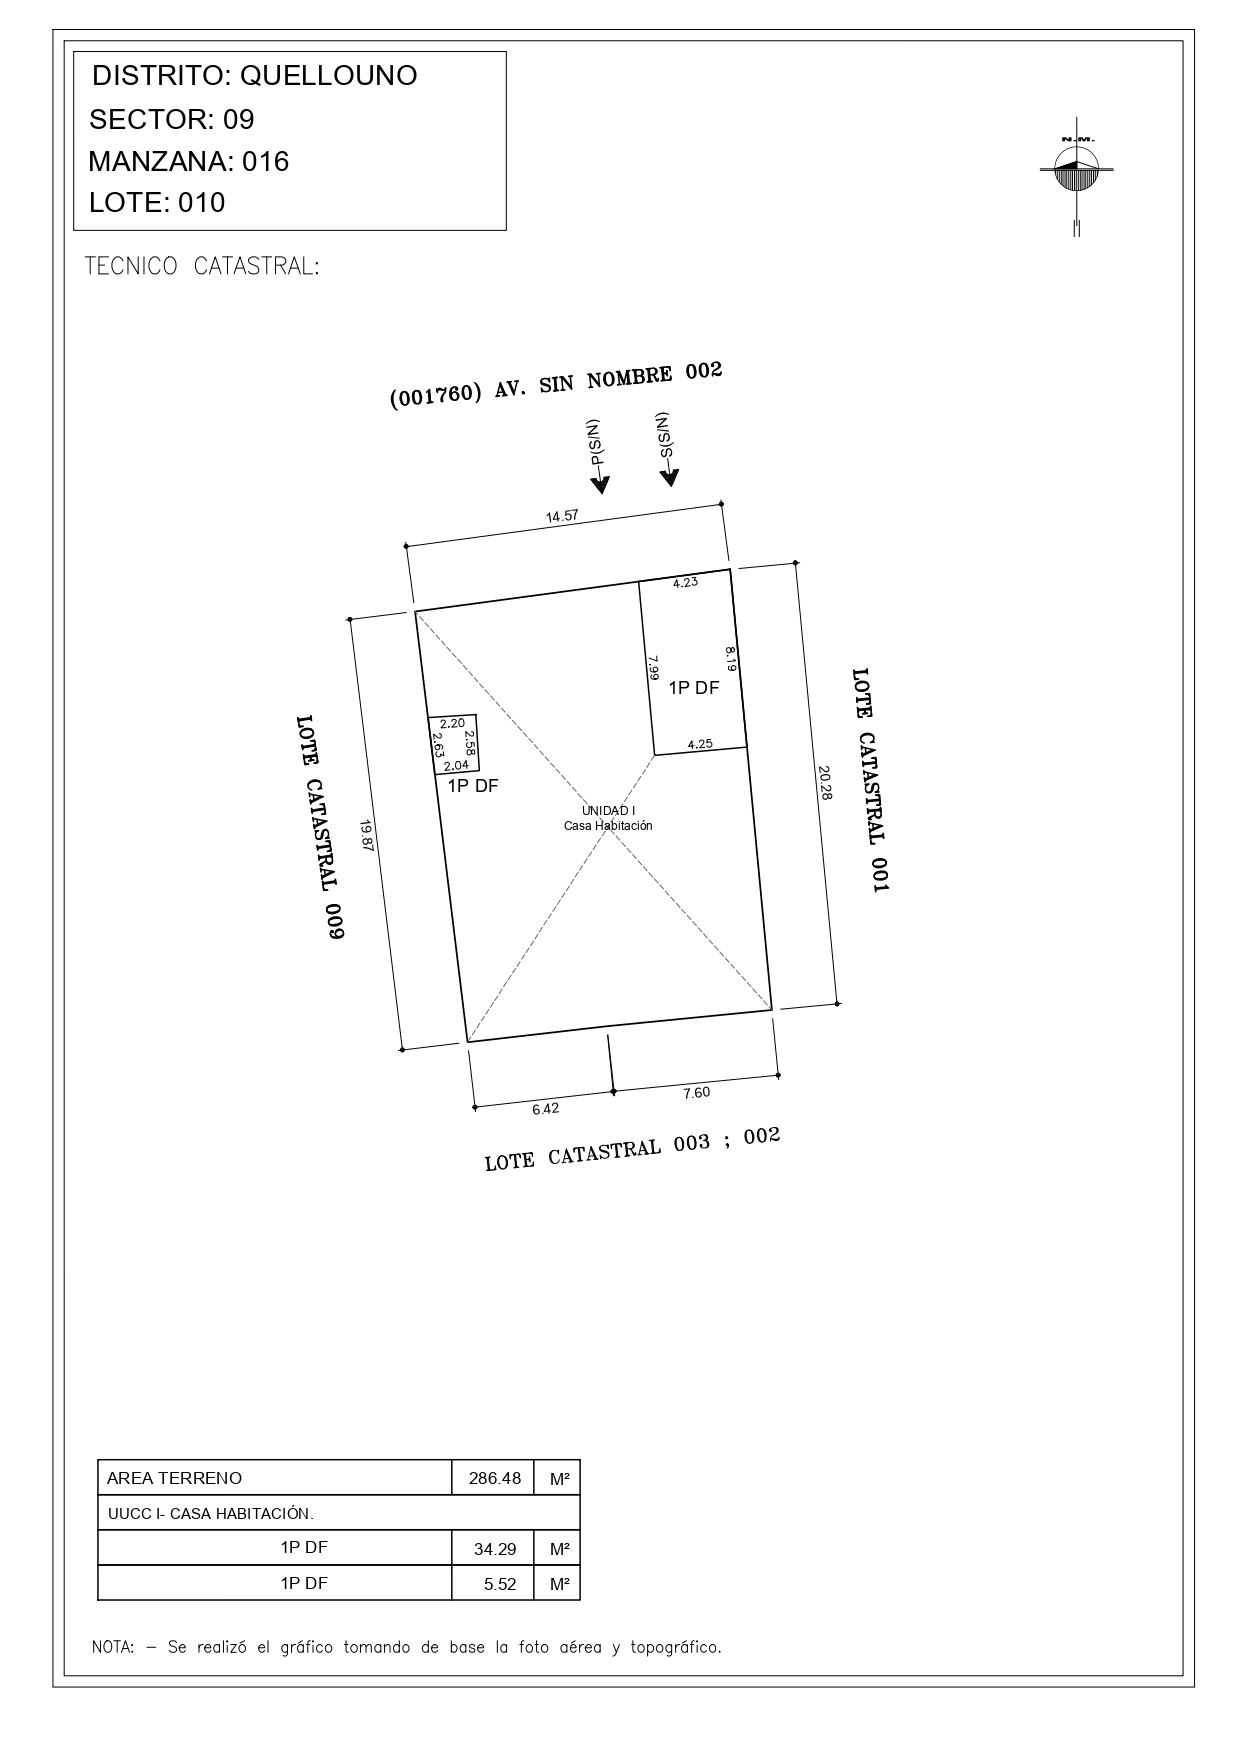 DISTRITO: QUELLOUNO
SECTOR: 09
MANZANA: 016
LOTE: 010
N.M.
TECNICO CATASTRAL:
(001760) AV. SIN NOMBRE 002
P(S/N)
S(S/N)
14.57
4.23
7.99
8.19
1P DF
4.25
2.20
2.63
2.58
2.04
1P DF
UNIDAD I
Casa Habitación
LOTE CATASTRAL 009
19.87
20.28
LOTE CATASTRAL 001
6.42
7.60
LOTE CATASTRAL 003 ; 002
AREA TERRENO 286.48 M²
UUCC I- CASA HABITACIÓN.
1P DF 34.29 M²
1P DF 5.52 M²
NOTA: – Se realizó el gráfico tomando de base la foto aérea y topográfico.